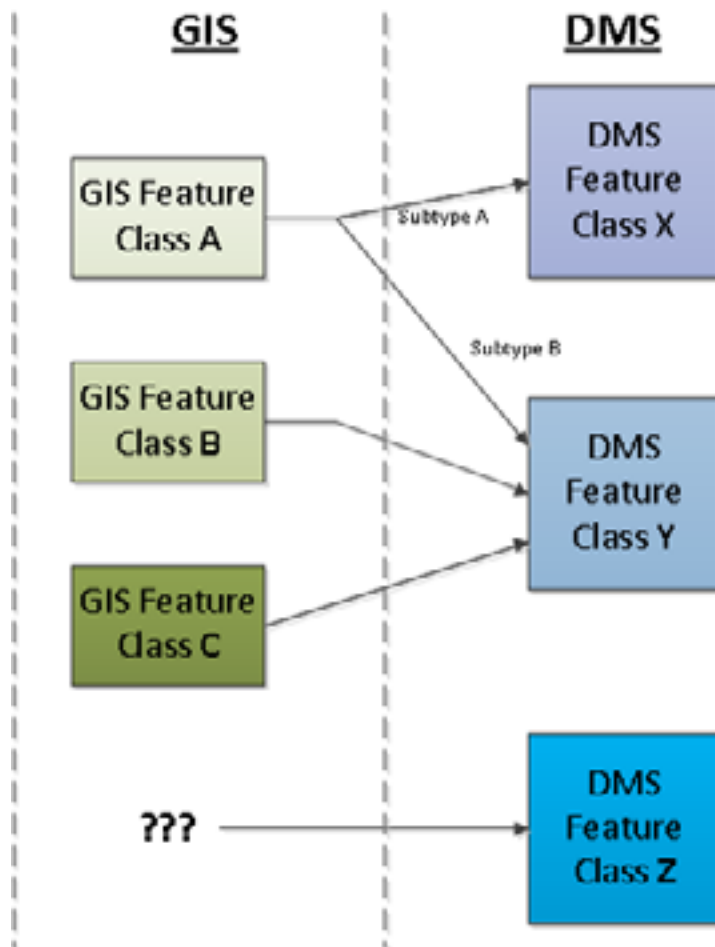 GIS
DMS
GIS Feature
Class A
Subtype A
DMS
Feature
Class X
Subtype B
GIS Feature
Class B
DMS
Feature
Class Y
GIS Feature
Class C
???
DMS
Feature
Class Z